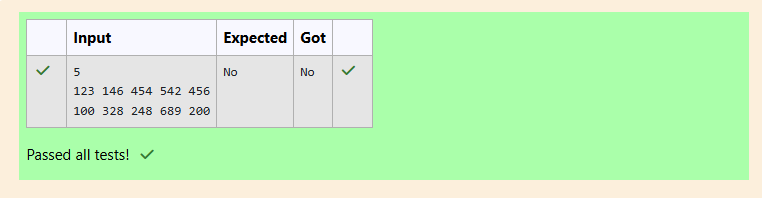 Input Expected Got
5 No No
123 146 454 542 456
100 328 248 689 200
Passed all tests!